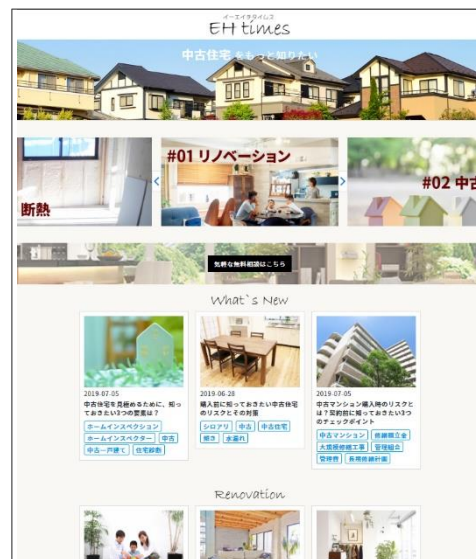 イーエイチタイムズ
EH times
中古住宅 をもっと知りたい
断熱
#01 リノベーション
#02 中古
気軽な無料相談はこちら
What`s New
2019-07-05
中古住宅を見極めるために、知っ
ておきたい3つの要素は？
ホームインスペクション
ホームインスペクター 中古
中古一戸建て 住宅診断
2019-06-28
購入前に知っておきたい中古住宅
のリスクとその対策
シロアリ 中古 中古住宅
傾き 水漏れ
2019-07-05
中古マンション購入時のリスクと
は？契約前に知っておきたい3つ
のチェックポイント
中古マンション 修繕積立金
大規模修繕工事 管理組合
管理費 長期修繕計画
Renovation